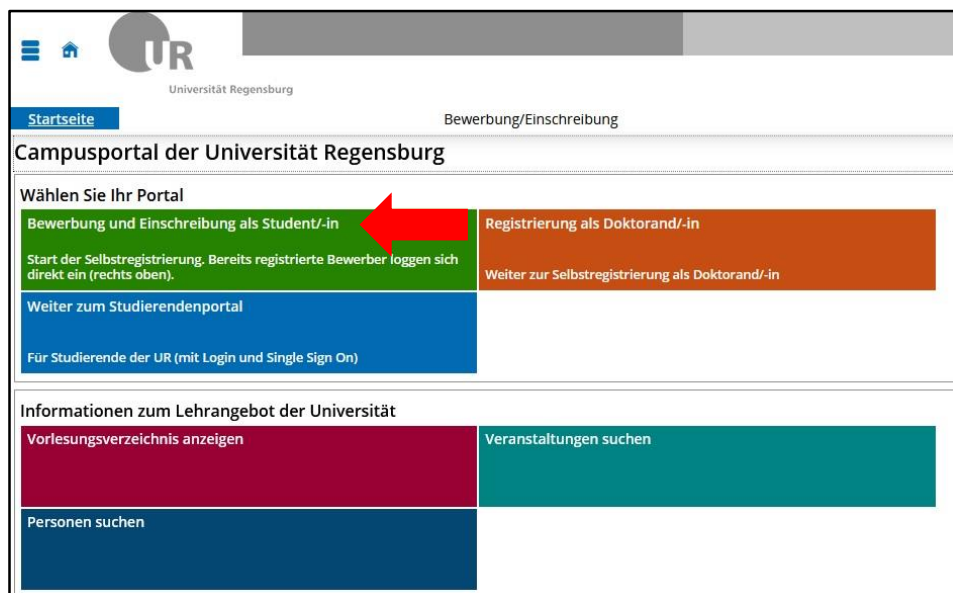 UR
Universität Regensburg
Startseite
Bewerbung/Einschreibung
Campusportal der Universität Regensburg
Wählen Sie Ihr Portal
Bewerbung und Einschreibung als Student/-in
Start der Selbstregistrierung. Bereits registrierte Bewerber loggen sich
direkt ein (rechts oben).
Registrierung als Doktorand/-in
Weiter zur Selbstregistrierung als Doktorand/-in
Weiter zum Studierendenportal
Für Studierende der UR (mit Login und Single Sign On)
Informationen zum Lehrangebot der Universität
Vorlesungsverzeichnis anzeigen
Veranstaltungen suchen
Personen suchen